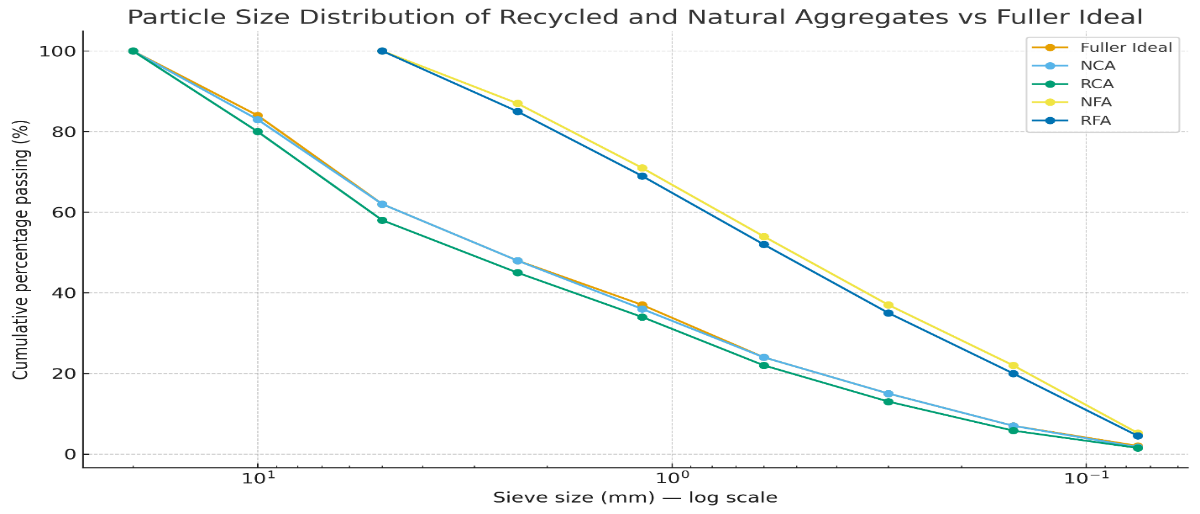 Particle Size Distribution of Recycled and Natural Aggregates vs Fuller Ideal
Cumulative percentage passing (%)
100
80
60
40
20
0
Fuller Ideal
NCA
RCA
NFA
RFA
10¹
10⁰
10⁻¹
Sieve size (mm) — log scale